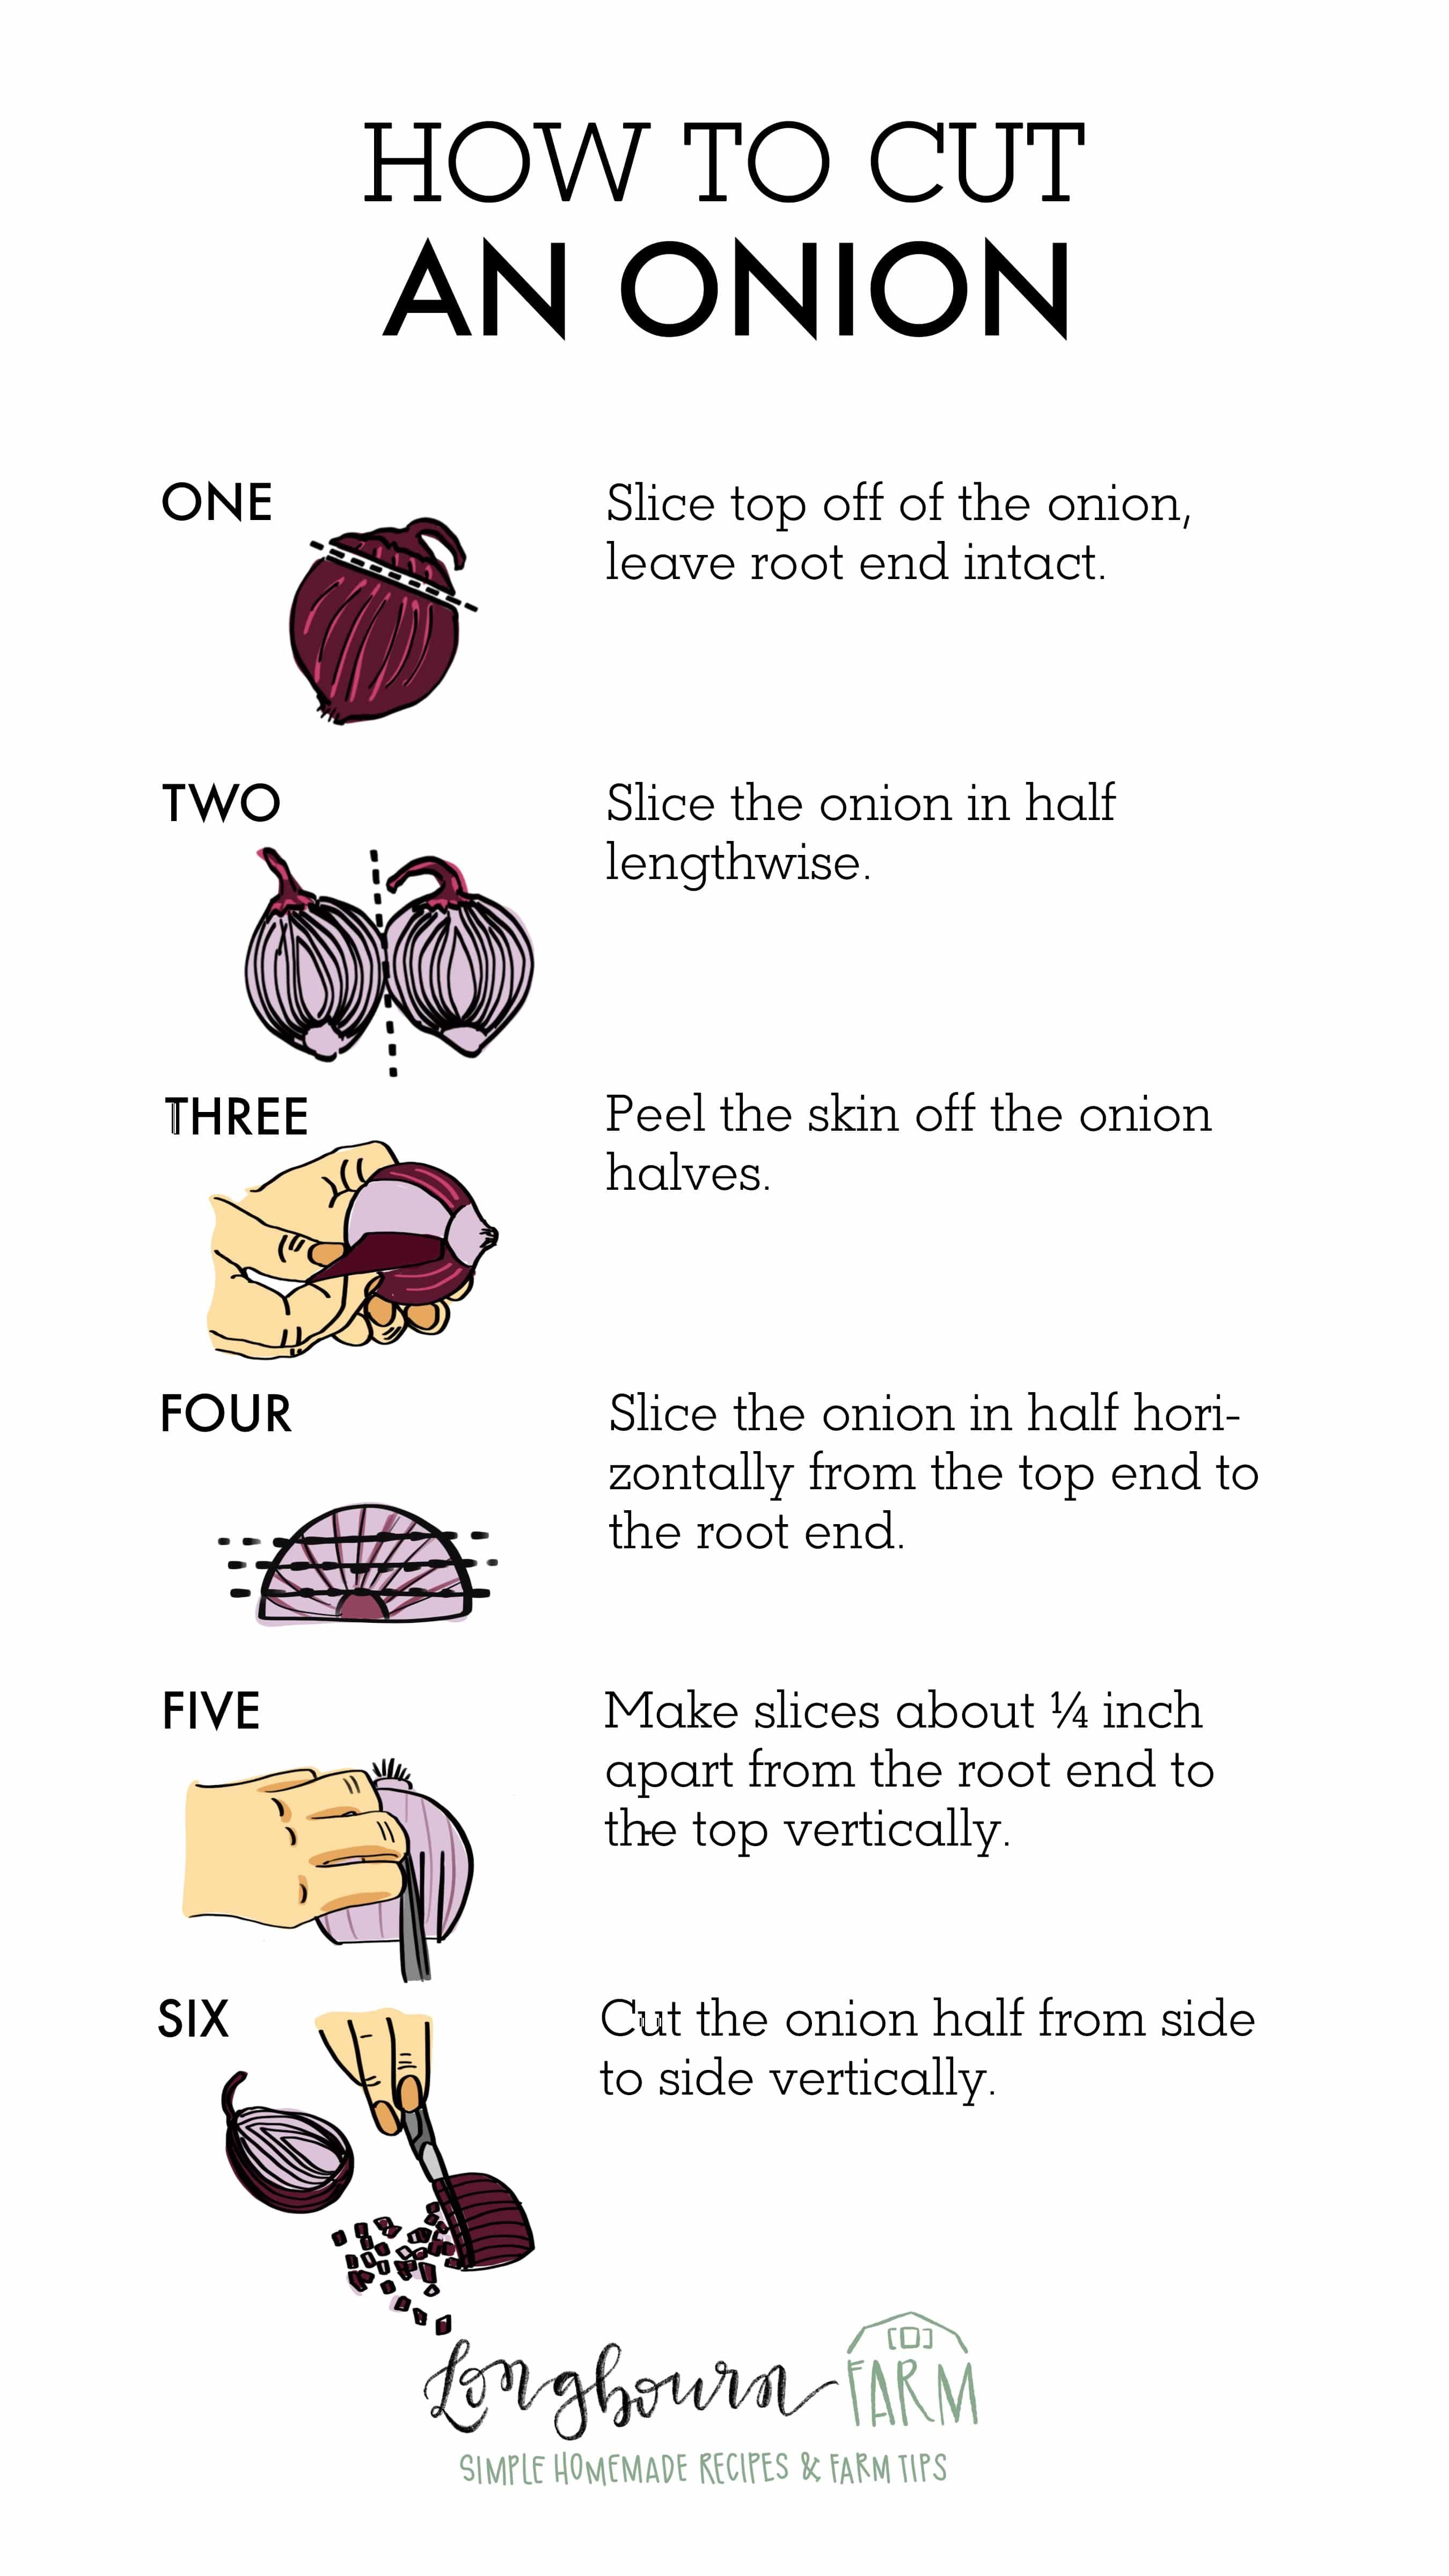 HOW TO CUT
AN ONION
ONE
Slice top off of the onion,
leave root end intact.
TWO
Slice the onion in half
lengthwise.
THREE
Peel the skin off the onion
halves.
FOUR
Slice the onion in half hori-
zontally from the top end to
the root end.
FIVE
Make slices about ¼ inch
apart from the root end to
the top vertically.
SIX
Cut the onion half from side
to side vertically.
Longbourn FARM
SIMPLE HOMEMADE RECIPES & FARM TIPS